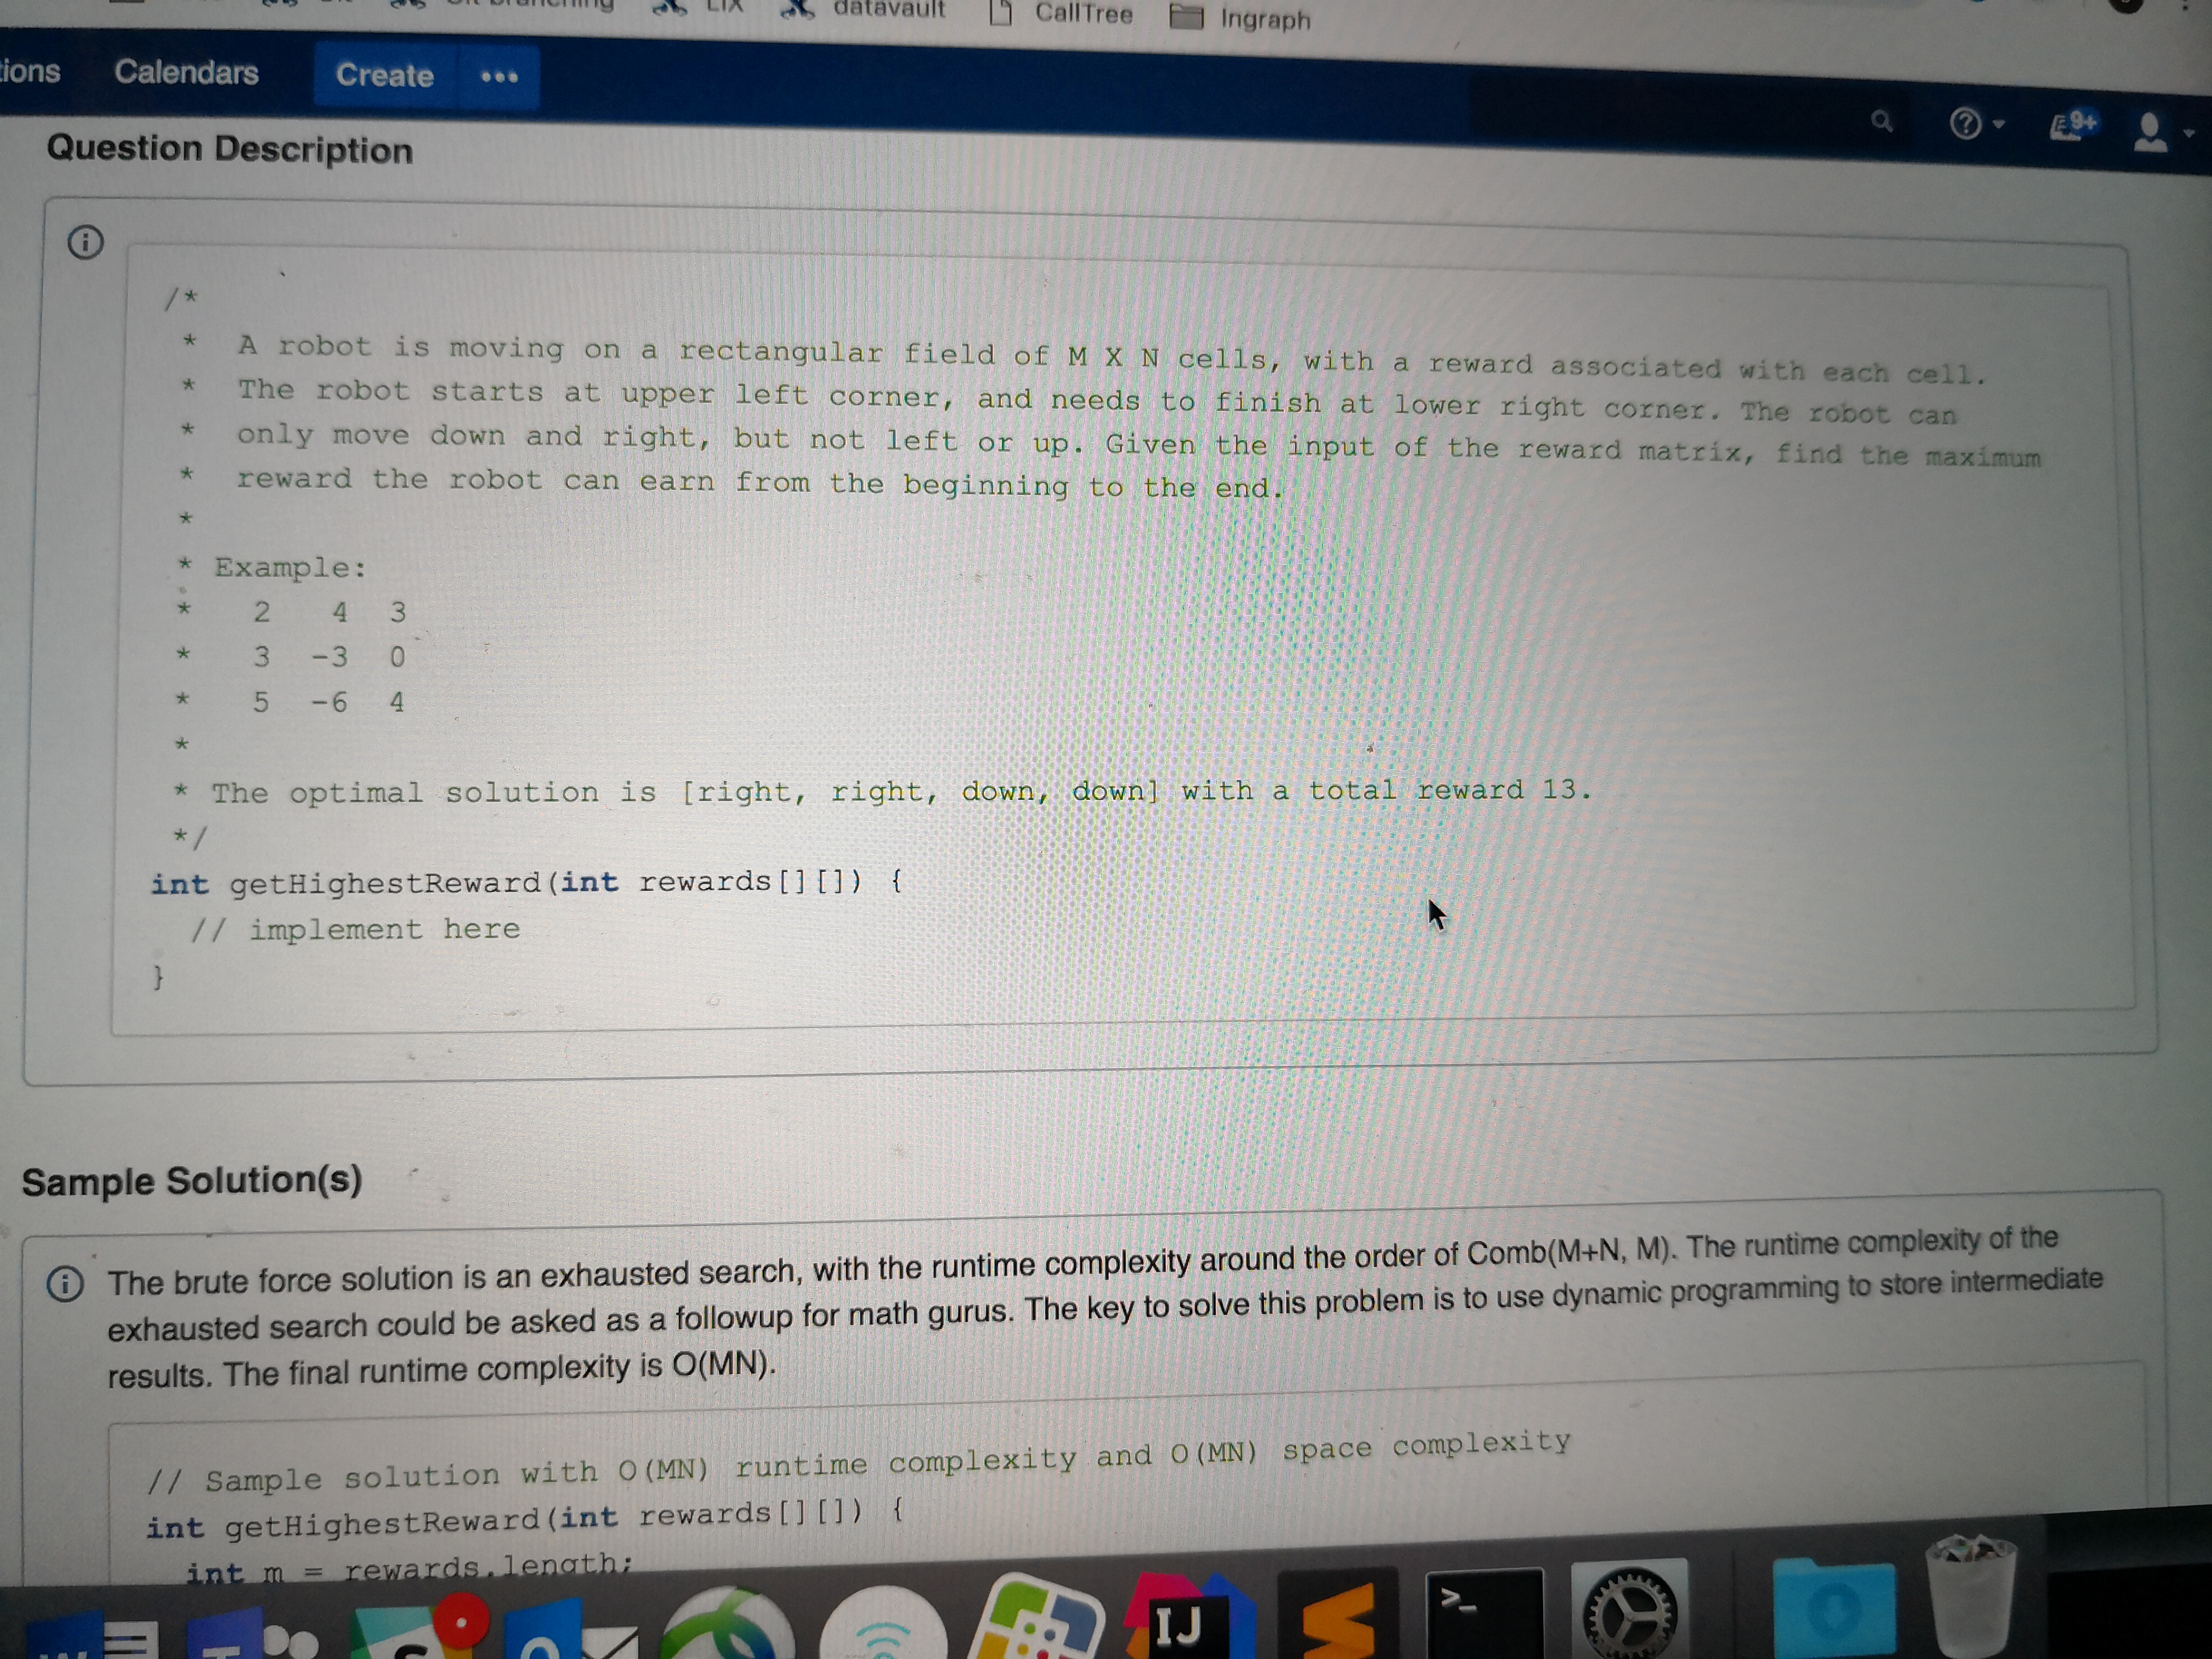 Git branching LIX datavault CallTree Ingraph
Calendars Create •••
9+
Question Description
/*
* A robot is moving on a rectangular field of M X N cells, with a reward associated with each cell.
* The robot starts at upper left corner, and needs to finish at lower right corner. The robot can
* only move down and right, but not left or up. Given the input of the reward matrix, find the maximum
* reward the robot can earn from the beginning to the end.
*
* Example:
* 2 4 3
* 3 -3 0
* 5 -6 4
*
* The optimal solution is [right, right, down, down] with a total reward 13.
*/
int getHighestReward(int rewards[][]) {
// implement here
}
Sample Solution(s)
The brute force solution is an exhausted search, with the runtime complexity around the order of Comb(M+N, M). The runtime complexity of the
exhausted search could be asked as a followup for math gurus. The key to solve this problem is to use dynamic programming to store intermediate
results. The final runtime complexity is O(MN).
// Sample solution with O(MN) runtime complexity and O(MN) space complexity
int getHighestReward(int rewards[][]) {
int m = rewards.length;
IJ
>_